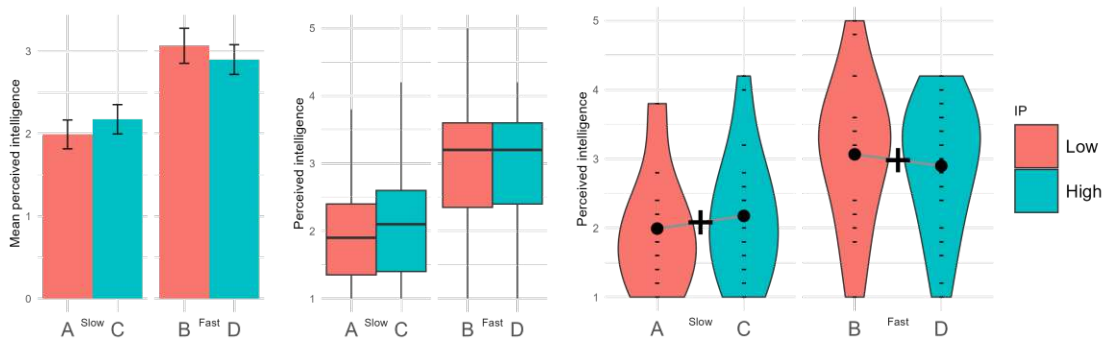 Mean perceived intelligence
3
2
1
0
A Slow C B Fast D
Perceived intelligence
5
4
3
2
1
A Slow C B Fast D
Perceived intelligence
5
4
3
2
1
A Slow C B Fast D
IP
Low
High